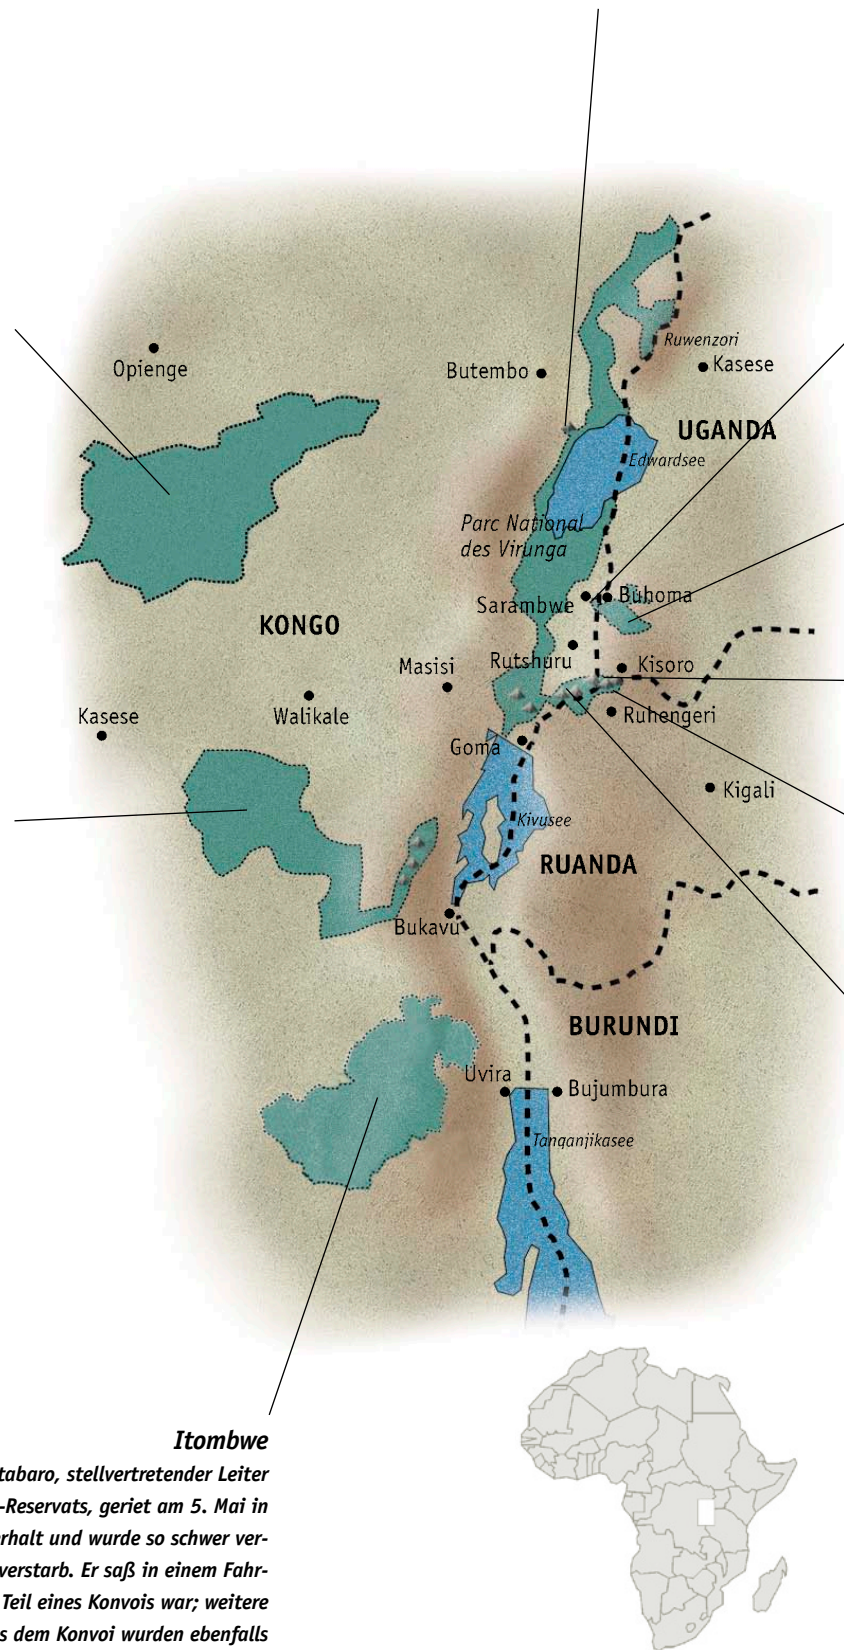 Ruwenzori
Opienge
Butembo
Kasese
UGANDA
Edwardsee
Parc National
des Virunga
Sarambwe
Buhoma
KONGO
Masisi
Rutshuru
Kisoro
Kasese
Walikale
Ruhengeri
Goma
Kigali
Kivusee
RUANDA
Bukavu
BURUNDI
Uvira
Bujumbura
Tanganjikasee
Itombwe
tabaro, stellvertretender Leiter
-Reservats, geriet am 5. Mai in
erhalt und wurde so schwer ver-
verstarb. Er saß in einem Fahr-
Teil eines Konvois war; weitere
s dem Konvoi wurden ebenfalls